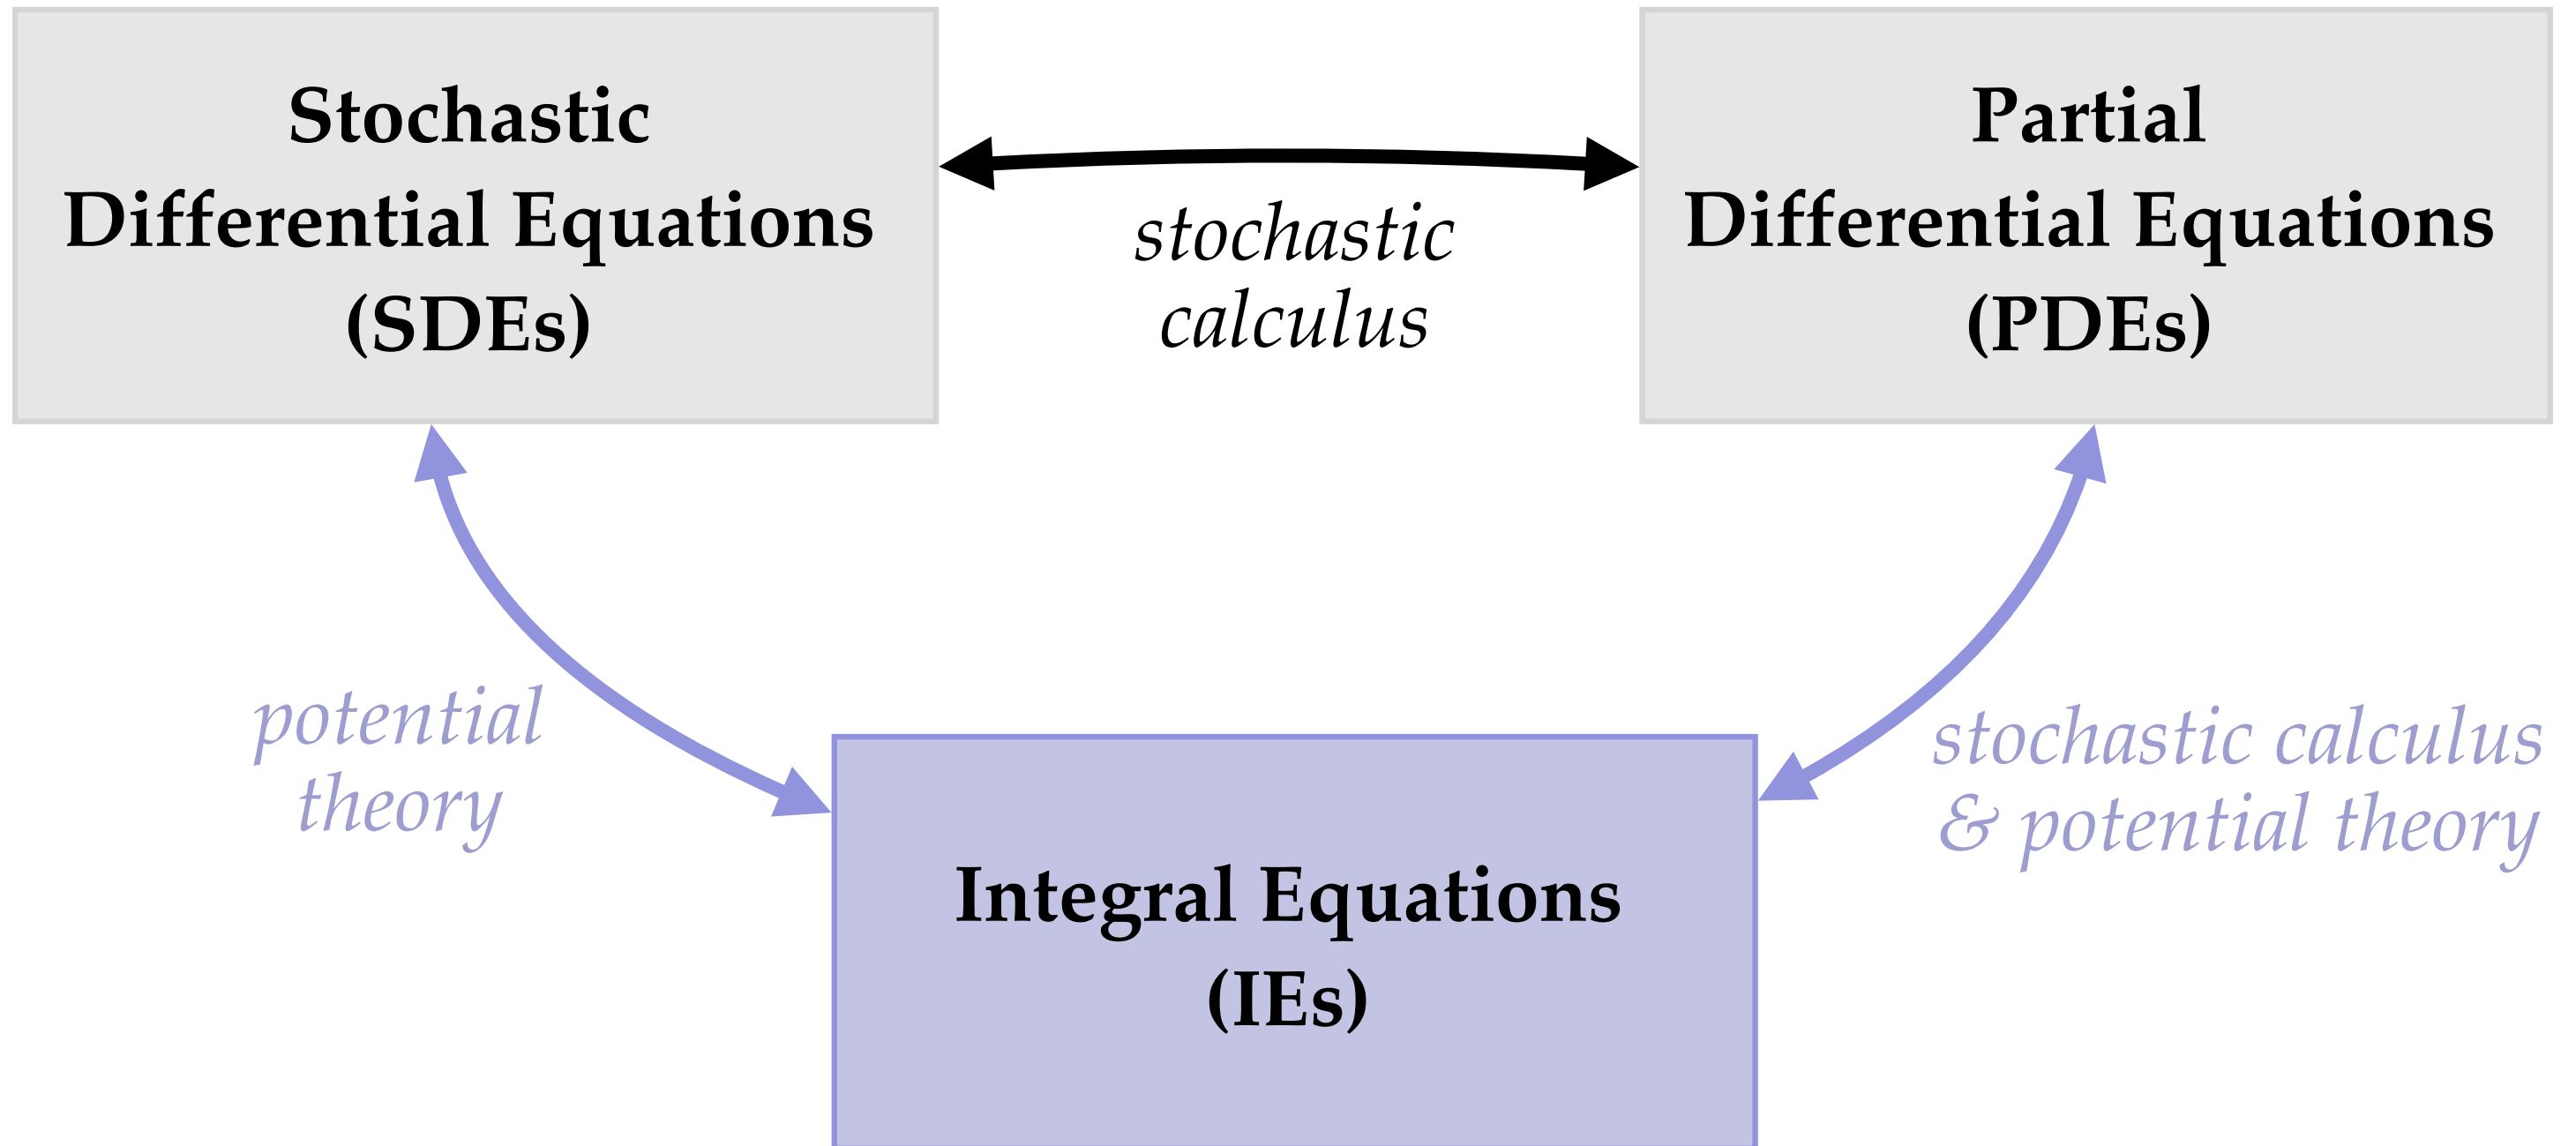 Stochastic
Differential Equations
(SDEs)
stochastic
calculus
Partial
Differential Equations
(PDEs)
potential
theory
stochastic calculus
& potential theory
Integral Equations
(IEs)